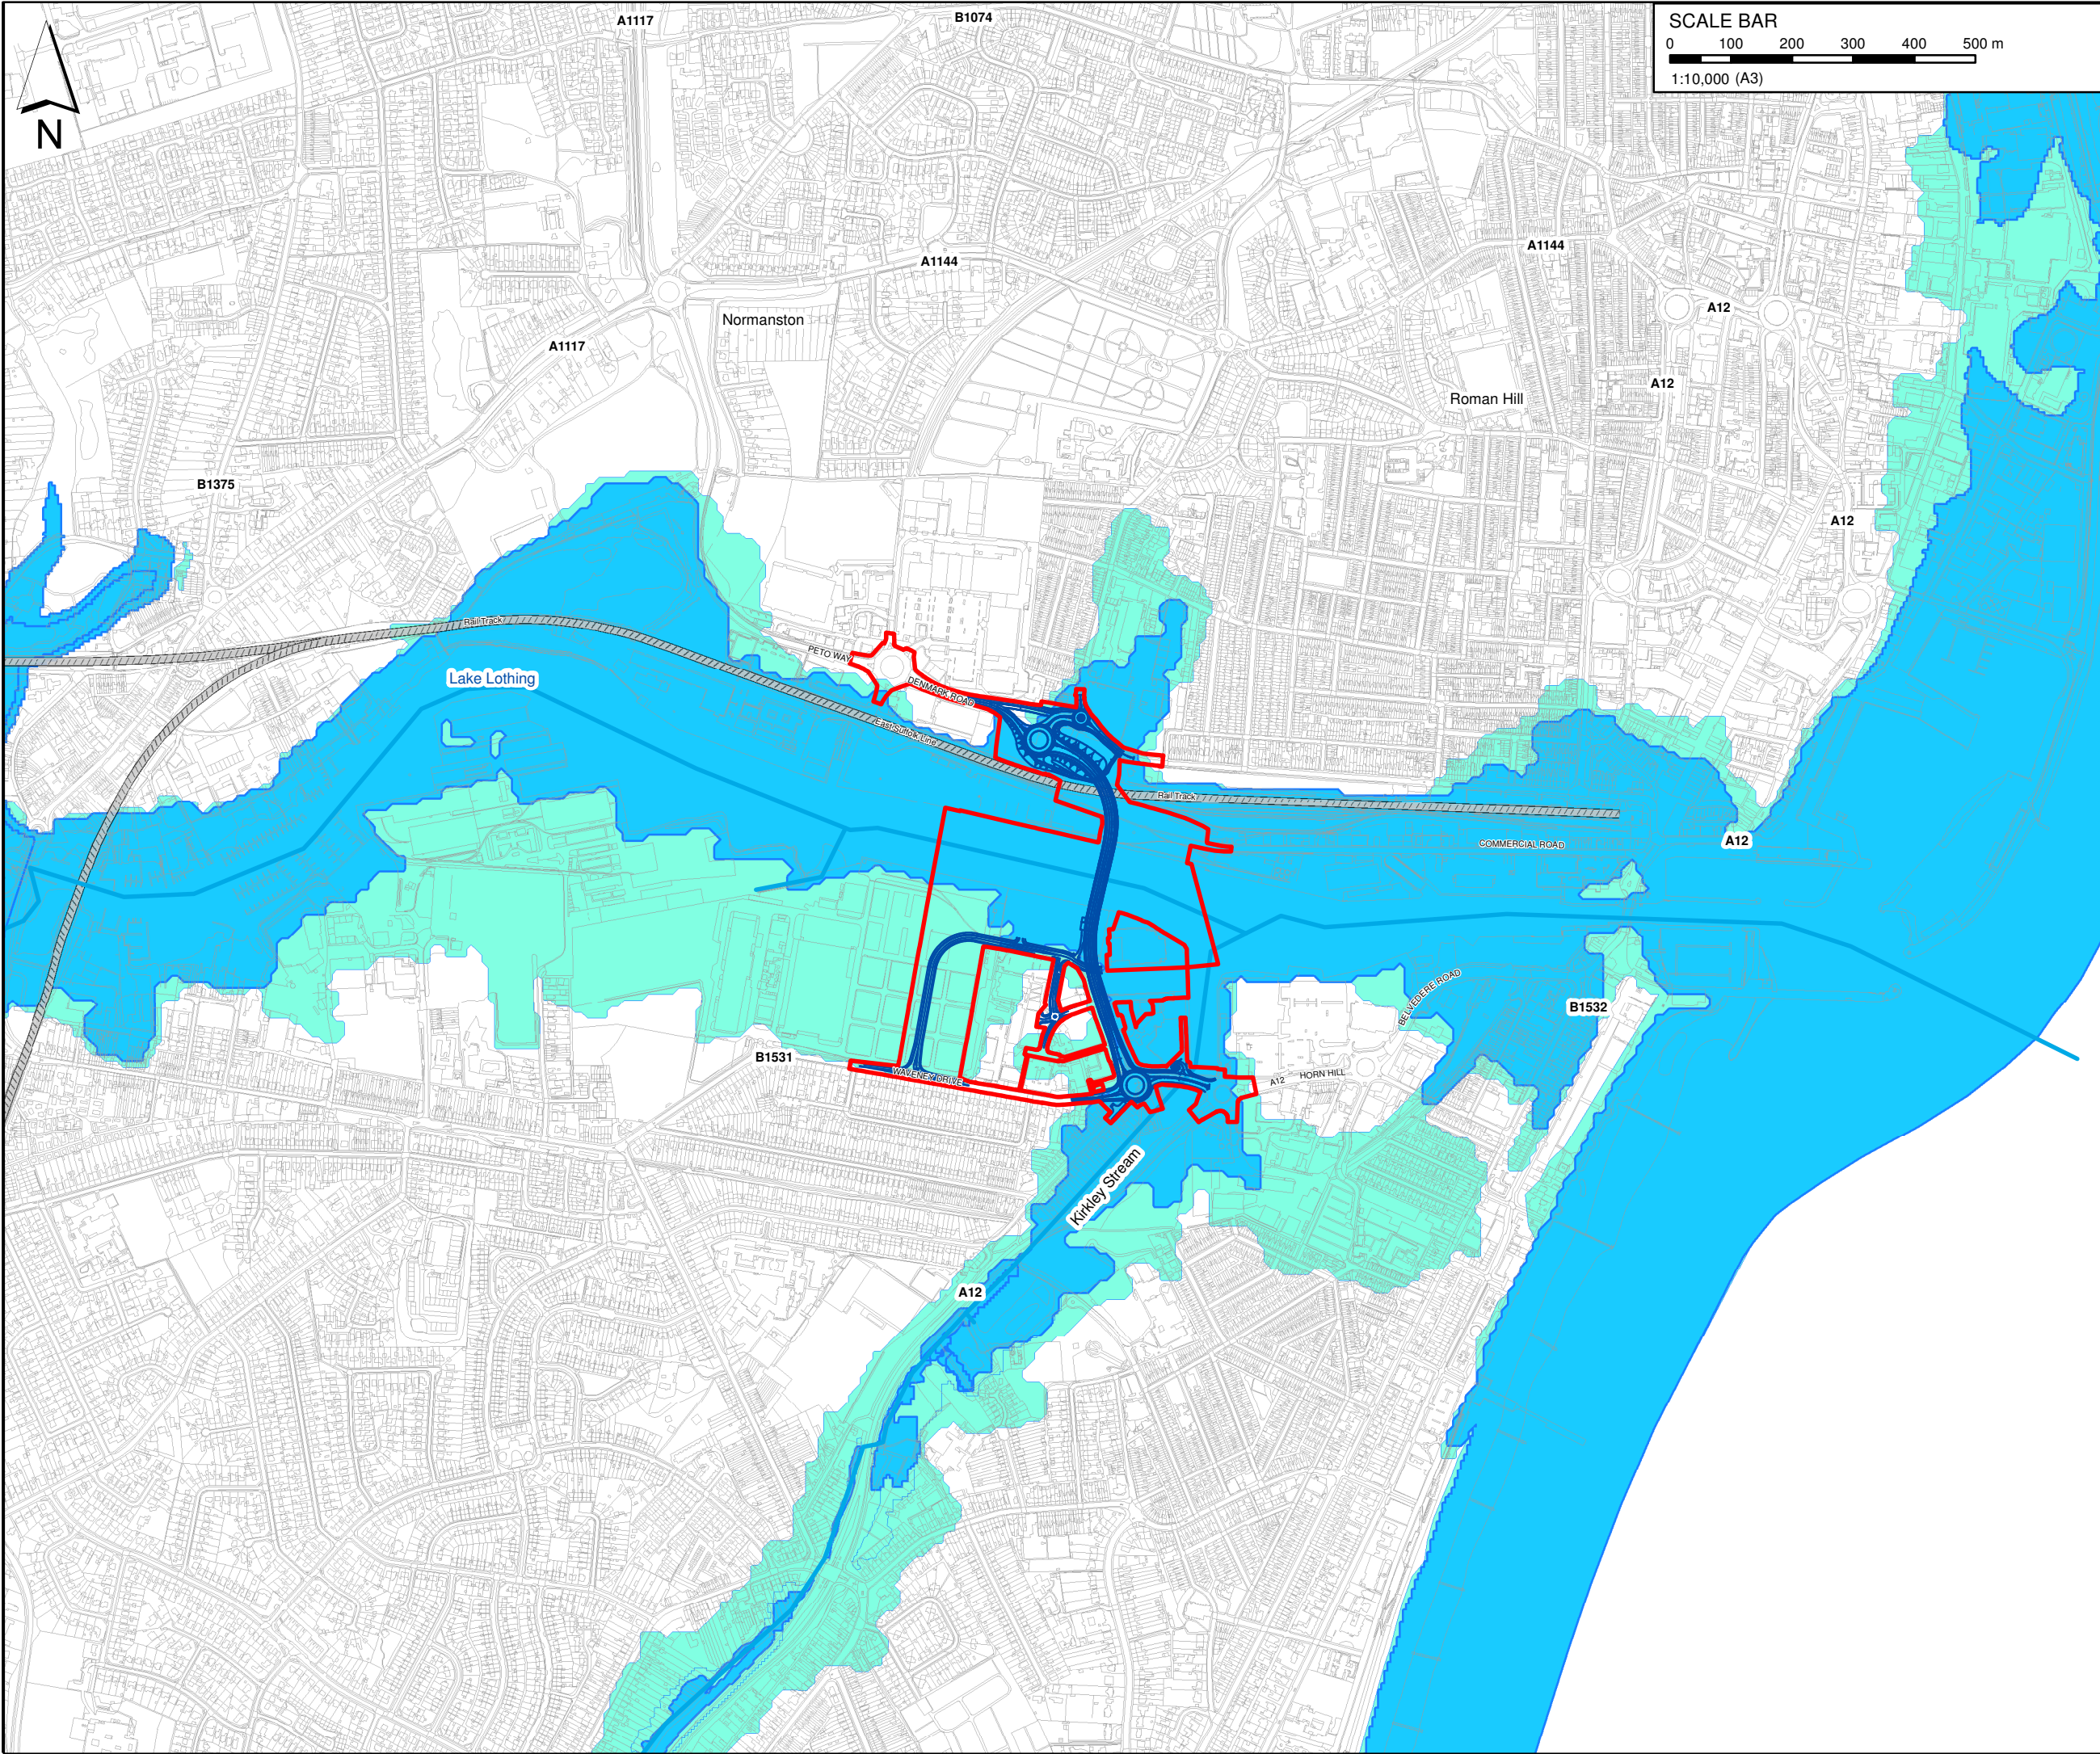 A1117
B1074
SCALE BAR
0 100 200 300 400 500 m
1:10,000 (A3)
N
A1144
A1144
A12
Normanston
A1117
A12
Roman Hill
B1375
A12
Rail Track
PETO WAY
Lake Lothing
DENMARK ROAD
East Suffolk Line
Rail Track
COMMERCIAL ROAD
A12
BELVEDERE ROAD
B1532
B1531
WAVENEY DRIVE
A12 HORN HILL
Kirkley Stream
A12